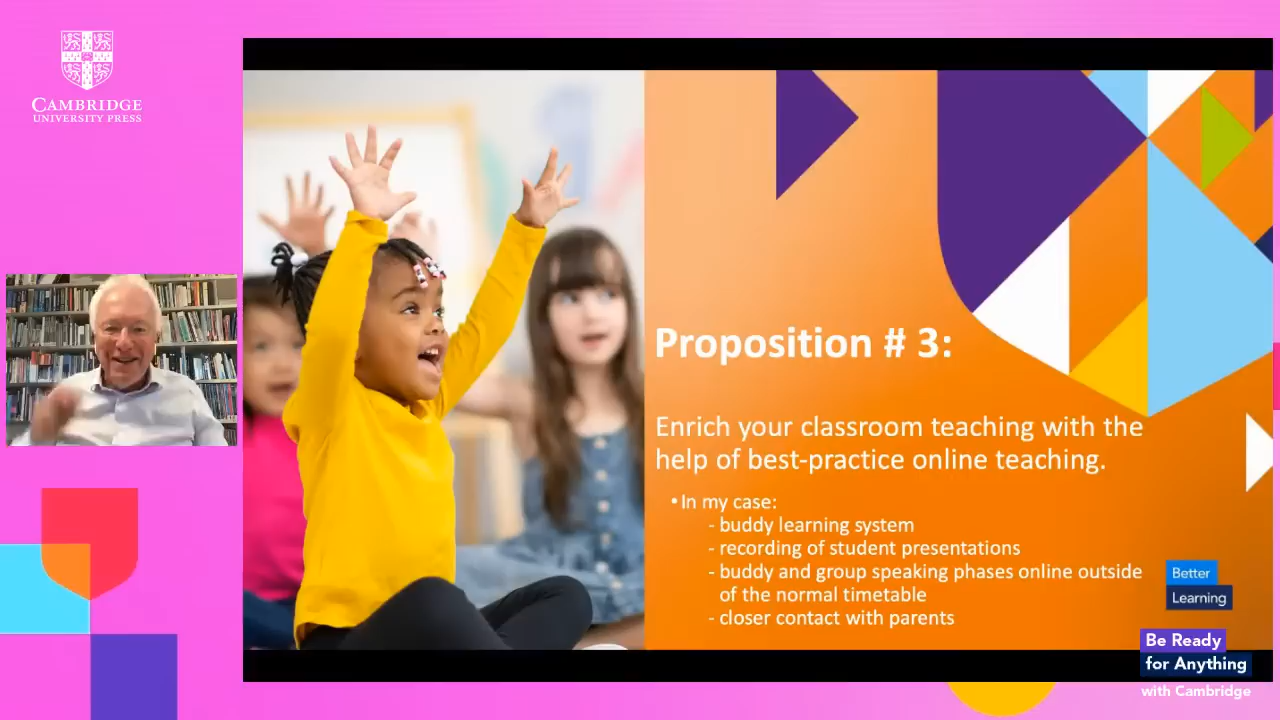 CAMBRIDGE
UNIVERSITY PRESS
Proposition # 3:
Enrich your classroom teaching with the
help of best-practice online teaching.
•In my case:
- buddy learning system
- recording of student presentations
- buddy and group speaking phases online outside
of the normal timetable
- closer contact with parents
Better
Learning
Be Ready
for Anything
with Cambridge